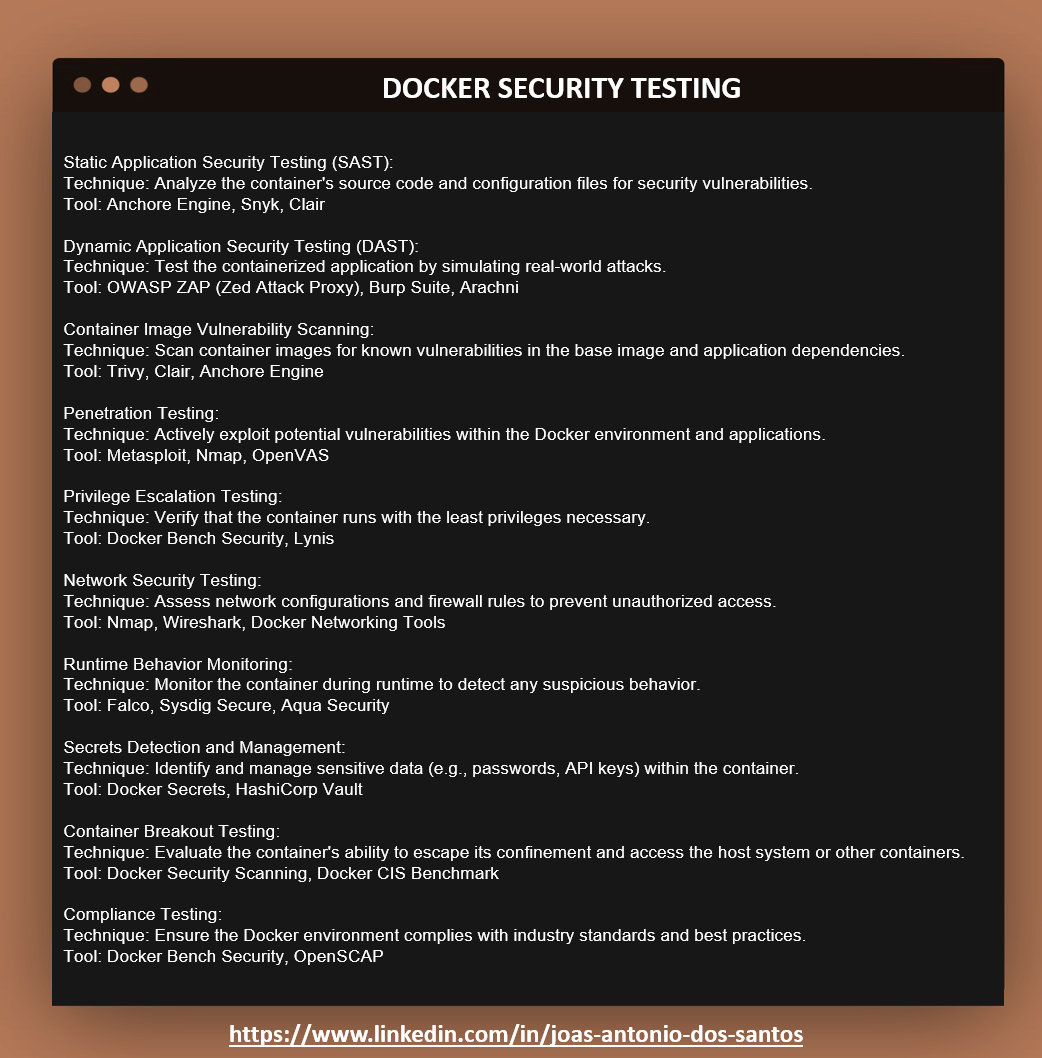 DOCKER SECURITY TESTING
Static Application Security Testing (SAST):
Technique: Analyze the container's source code and configuration files for security vulnerabilities.
Tool: Anchore Engine, Snyk, Clair
Dynamic Application Security Testing (DAST):
Technique: Test the containerized application by simulating real-world attacks.
Tool: OWASP ZAP (Zed Attack Proxy), Burp Suite, Arachni
Container Image Vulnerability Scanning:
Technique: Scan container images for known vulnerabilities in the base image and application dependencies.
Tool: Trivy, Clair, Anchore Engine
Penetration Testing:
Technique: Actively exploit potential vulnerabilities within the Docker environment and applications.
Tool: Metasploit, Nmap, OpenVAS
Privilege Escalation Testing:
Technique: Verify that the container runs with the least privileges necessary.
Tool: Docker Bench Security, Lynis
Network Security Testing:
Technique: Assess network configurations and firewall rules to prevent unauthorized access.
Tool: Nmap, Wireshark, Docker Networking Tools
Runtime Behavior Monitoring:
Technique: Monitor the container during runtime to detect any suspicious behavior.
Tool: Falco, Sysdig Secure, Aqua Security
Secrets Detection and Management:
Technique: Identify and manage sensitive data (e.g., passwords, API keys) within the container.
Tool: Docker Secrets, HashiCorp Vault
Container Breakout Testing:
Technique: Evaluate the container's ability to escape its confinement and access the host system or other containers.
Tool: Docker Security Scanning, Docker CIS Benchmark
Compliance Testing:
Technique: Ensure the Docker environment complies with industry standards and best practices.
Tool: Docker Bench Security, OpenSCAP
https://www.linkedin.com/in/joas-antonio-dos-santos